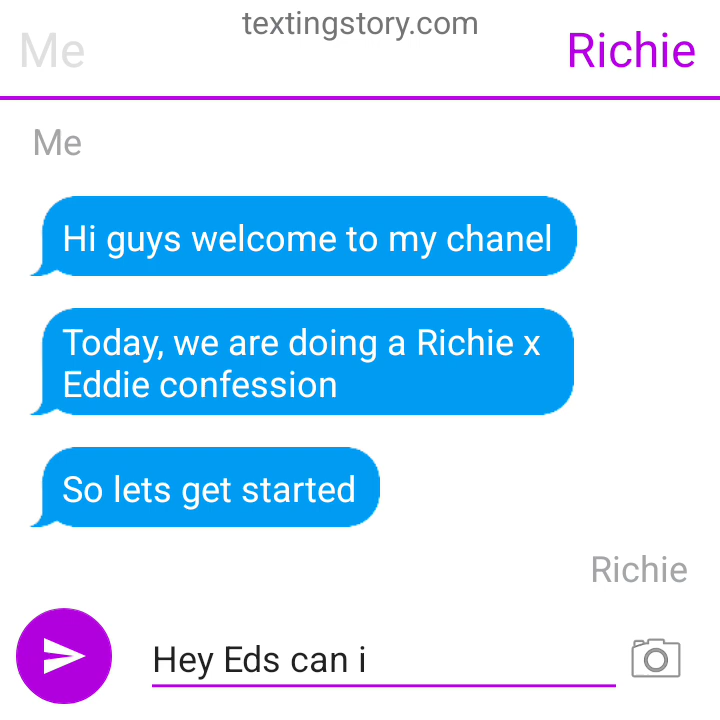 textingstory.com
Me
Richie
Me
Hi guys welcome to my chanel
Today, we are doing a Richie x
Eddie confession
So lets get started
Richie
Hey Eds can i